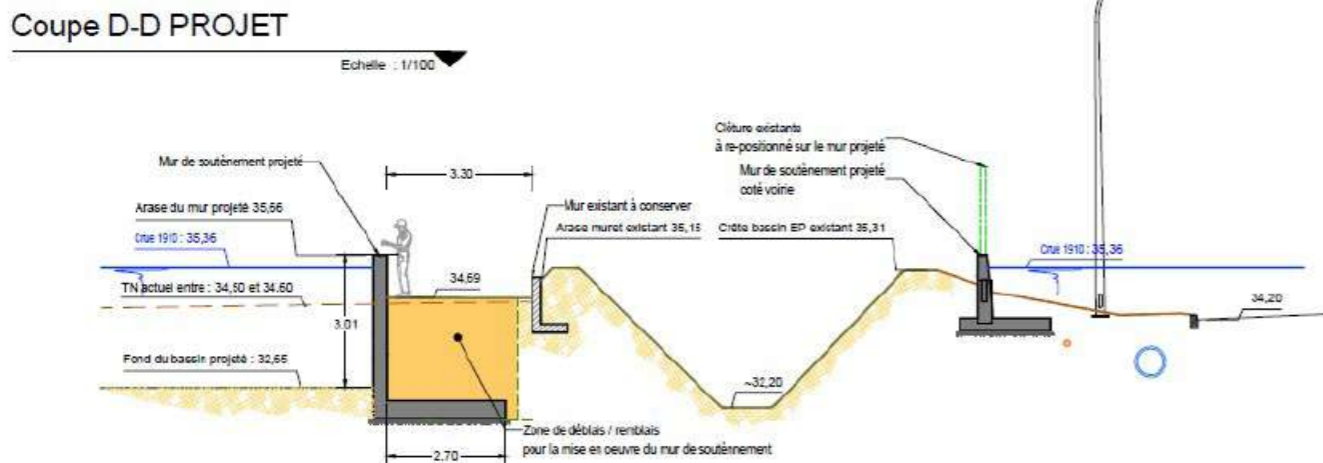 Coupe D-D PROJET
Echelle : 1/100
Clôture existante
à re-positionné sur le mur projeté
Mur de soutènement projeté
coté voirie
Mur de soutènement projeté
3.30
Mur existant à conserver
Arase du mur projeté 35,66
Arase muret existant 35,15
Crête bassin EP existant 35,31
Crue 1910 : 35,36
Crue 1910 : 35,36
34,69
TN actuel entre : 34,50 et 34.60
34,20
3.01
Fond du bassin projeté : 32,65
~32,20
Zone de déblais / renblais
pour la mise en oeuvre du mur de souténnement
2.70